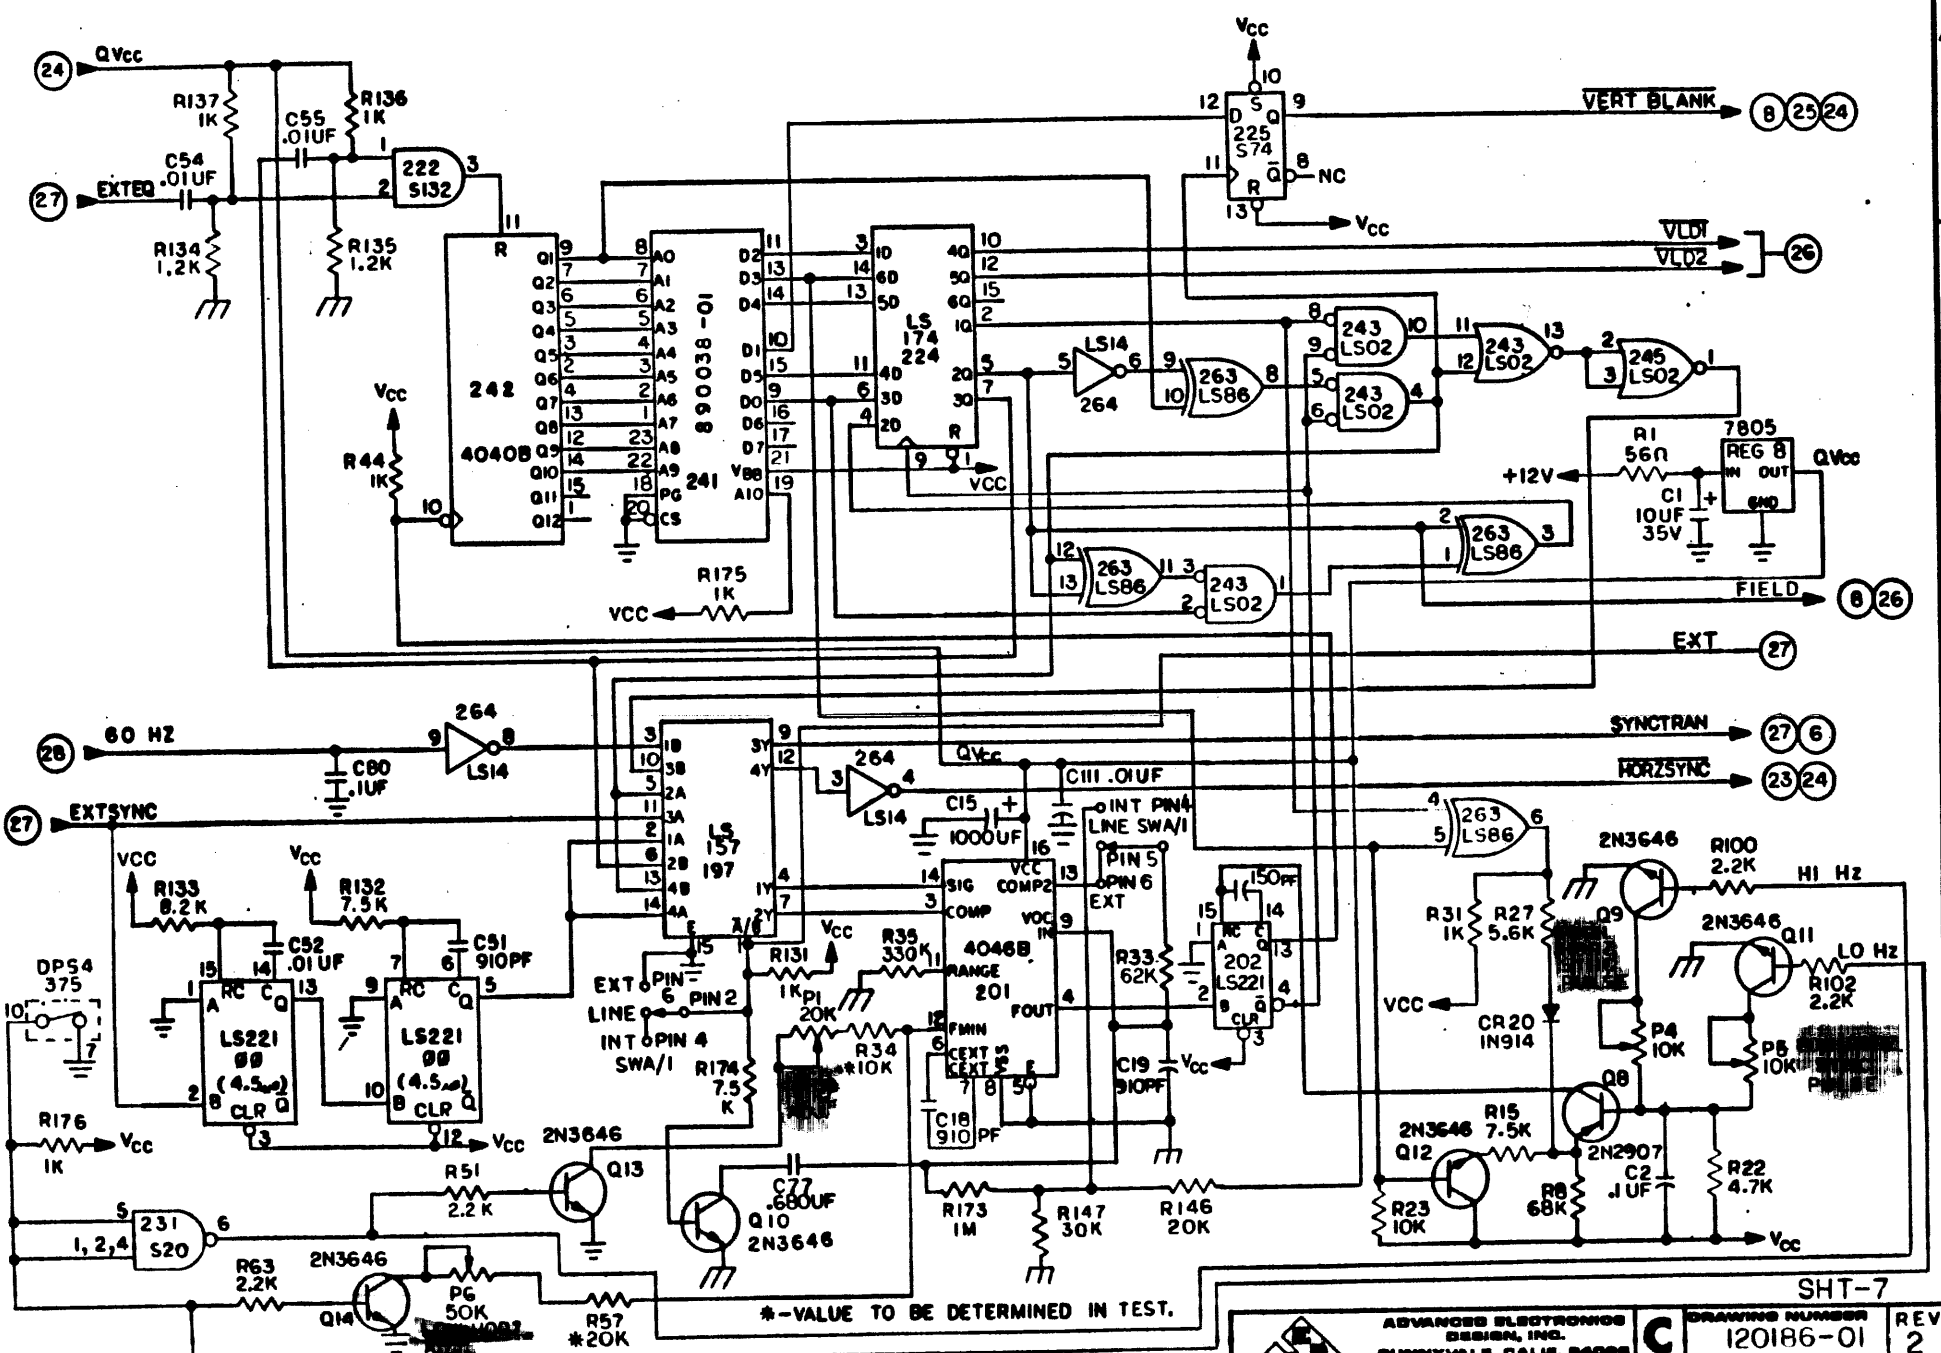 24 QVcc
R137 1K
C55 .01UF
R136 1K
C54 .01UF
27 EXTEQ
R134 1.2K
R135 1.2K
1 2 222 S132 3
11 R
242 4040B
Q1 9
Q2 7
Q3 6
Q4 5
Q5 3
Q6 2
Q7 4
Q8 13
Q9 12
Q10 14
Q11 15
Q12 1
10
Vcc
R44 1K
8 A0
7 A1
6 A2
5 A3
4 A4
3 A5
2 A6
1 A7
23 A8
22 A9
18 PG
20 CS
8900038-01
241
D2 11
D3 13
D4 14
D1 10
D5 15
D0 9
D6 16
D7 17
VBB 21
A10 19
R175 1K
VCC
3 1D
14 6D
13 5D
11 4D
6 3D
4 2D
LS 174 224
4Q 10
5Q 12
6Q 15
1Q 2
2Q 5
3Q 7
R 9 1
VCC
Vcc
10 S
12 D Q 9
225 S74
11 Q 8 NC
R 13
Vcc
VERT BLANK 8 25 24
VLD1
VLD2
26
5 LS14 6
264
9 10 263 LS86 8
8 9 243 LS02 10
5 6 243 LS02 4
11 12 243 LS02 13
2 3 245 LS02 1
12 13 263 LS86 11
3 2 243 LS02 1
2 1 263 LS86 3
R1 56Ω
+12V
7805
REG 8
IN OUT
GND
QVcc
C1 10UF 35V
FIELD 8 26
EXT 27
28 60 HZ
C80 .1UF
9 264 8
LS14
27 EXTSYNC
3 1B
10 3B
5 2A
11 3A
2 1A
6 2B
13 4B
14 4A
LS 157 197
3Y 9
4Y 12
1Y 4
2Y 7
E 15
A/B 1
3 264 4
LS14
SYNCTRAN 27 6
HORZSYNC 23 24
QVcc
C111 .01UF
C15 1000UF
INT PIN4
LINE SWA/1
PIN 5
PIN 6
EXT
VCC
R133 8.2K
Vcc
R132 7.5K
C52 .01UF
C51 910PF
DPS4 375
10 7
15 14 13
1 RC C Q
A
LS221 00
(4.5
2 B CLR Q
3
7 6 5
9 RC C Q
A
LS221 00
(4.5
10 B CLR Q
12
Vcc
R176 1K
Vcc
EXT PIN 6
LINE PIN 2
INT PIN 4
SWA/1
R131 1K
Vcc
P1 20K
R34 *10K
R35 330K
R174 7.5K
14 SIG
3 COMP
4046B
201
11 RANGE
12 FMIN
6 CEXT
CEXT 7
VSS 8
E 5
16 VCC
COMP2 13
VOC IN 9
FOUT 4
C18 910 PF
R33 62K
C19 910PF
150PF
15 14
RC C
1 A Q 13
202 LS221
2 B Q 4
CLR 3
Vcc
4 5 263 LS86 6
2N3646
R100 2.2K
HI Hz
R31 1K
R27 5.6K
Q9
2N3646
Q11
LO Hz
R102 2.2K
VCC
CR20 1N914
P4 10K
P5 10K
Q8
2N2907
R15 7.5K
2N3646
Q12
R23 10K
R8 68K
C2 .1UF
R22 4.7K
Vcc
5 231 S20 6
1, 2, 4
R51 2.2K
2N3646
Q13
Q10
2N3646
C77 .680UF
R173 1M
R147 30K
R146 20K
R63 2.2K
2N3646
Q14
P6 50K
R57 *20K
*-VALUE TO BE DETERMINED IN TEST.
SHT-7
ADVANCED ELECTRONICS DESIGN, INC.
C
DRAWING NUMBER
120186-01
REV
2